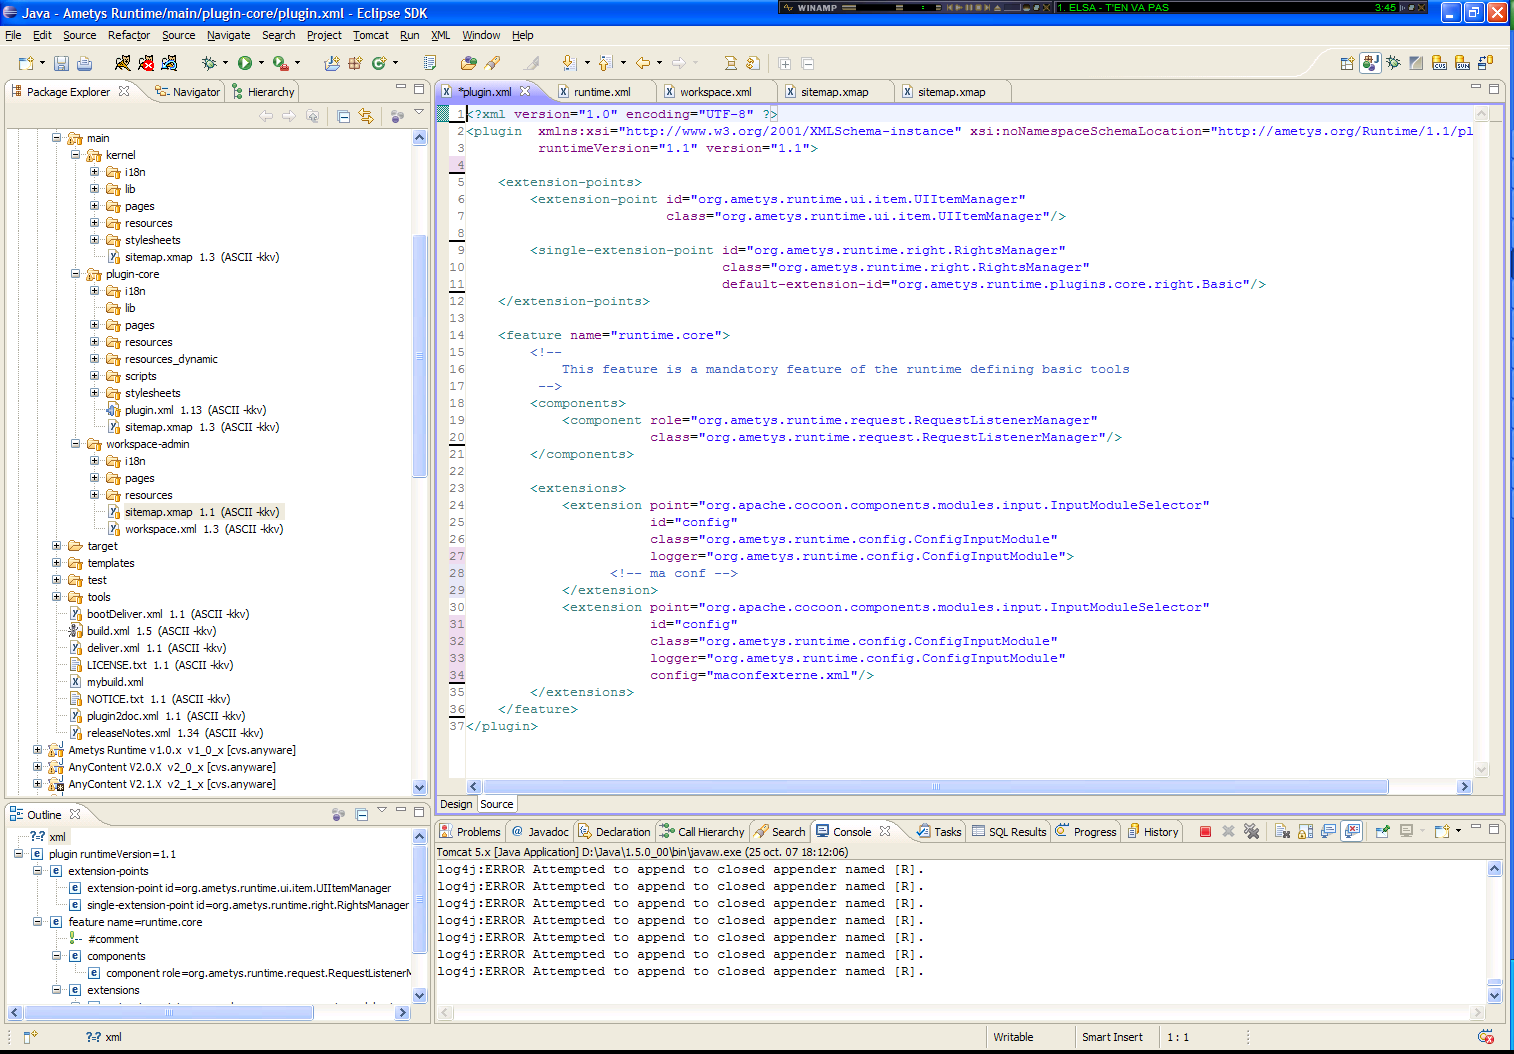 Java - Ametys Runtime/main/plugin-core/plugin.xml - Eclipse SDK
WINAMP
1. ELSA - T'EN VA PAS
3:45
File Edit Source Refactor Source Navigate Search Project Tomcat Run XML Window Help
Package Explorer Navigator Hierarchy
main
kernel
i18n
lib
pages
resources
stylesheets
sitemap.xmap 1.3 (ASCII -kkv)
plugin-core
i18n
lib
pages
resources
resources_dynamic
scripts
stylesheets
plugin.xml 1.13 (ASCII -kkv)
sitemap.xmap 1.3 (ASCII -kkv)
workspace-admin
i18n
pages
resources
sitemap.xmap 1.1 (ASCII -kkv)
workspace.xml 1.3 (ASCII -kkv)
target
templates
test
tools
bootDeliver.xml 1.1 (ASCII -kkv)
build.xml 1.5 (ASCII -kkv)
deliver.xml 1.1 (ASCII -kkv)
LICENSE.txt 1.1 (ASCII -kkv)
mybuild.xml
NOTICE.txt 1.1 (ASCII -kkv)
plugin2doc.xml 1.1 (ASCII -kkv)
releaseNotes.xml 1.34 (ASCII -kkv)
Ametys Runtime v1.0.x v1_0_x [cvs.anyware]
AnyContent V2.0.X v2_0_x [cvs.anyware]
AnyContent V2.1.X v2_1_x [cvs.anyware]
*plugin.xml runtime.xml workspace.xml sitemap.xmap sitemap.xmap
1 <?xml version="1.0" encoding="UTF-8" ?>
2 <plugin xmlns:xsi="http://www.w3.org/2001/XMLSchema-instance" xsi:noNamespaceSchemaLocation="http://ametys.org/Runtime/1.1/pl
3 runtimeVersion="1.1" version="1.1">
4
5 <extension-points>
6 <extension-point id="org.ametys.runtime.ui.item.UIItemManager"
7 class="org.ametys.runtime.ui.item.UIItemManager"/>
8
9 <single-extension-point id="org.ametys.runtime.right.RightsManager"
10 class="org.ametys.runtime.right.RightsManager"
11 default-extension-id="org.ametys.runtime.plugins.core.right.Basic"/>
12 </extension-points>
13
14 <feature name="runtime.core">
15 <!--
16 This feature is a mandatory feature of the runtime defining basic tools
17 -->
18 <components>
19 <component role="org.ametys.runtime.request.RequestListenerManager"
20 class="org.ametys.runtime.request.RequestListenerManager"/>
21 </components>
22
23 <extensions>
24 <extension point="org.apache.cocoon.components.modules.input.InputModuleSelector"
25 id="config"
26 class="org.ametys.runtime.config.ConfigInputModule"
27 logger="org.ametys.runtime.config.ConfigInputModule">
28 <!-- ma conf -->
29 </extension>
30 <extension point="org.apache.cocoon.components.modules.input.InputModuleSelector"
31 id="config"
32 class="org.ametys.runtime.config.ConfigInputModule"
33 logger="org.ametys.runtime.config.ConfigInputModule"
34 config="maconfexterne.xml"/>
35 </extensions>
36 </feature>
37 </plugin>
Design Source
Outline
?=? xml
plugin runtimeVersion=1.1
extension-points
extension-point id=org.ametys.runtime.ui.item.UIItemManager
single-extension-point id=org.ametys.runtime.right.RightsManager
feature name=runtime.core
#comment
components
component role=org.ametys.runtime.request.RequestListenerM
extensions
Problems Javadoc Declaration Call Hierarchy Search Console Tasks SQL Results Progress History
Tomcat 5.x [Java Application] D:\Java\1.5.0_00\bin\javaw.exe (25 oct. 07 18:12:06)
log4j:ERROR Attempted to append to closed appender named [R].
log4j:ERROR Attempted to append to closed appender named [R].
log4j:ERROR Attempted to append to closed appender named [R].
log4j:ERROR Attempted to append to closed appender named [R].
log4j:ERROR Attempted to append to closed appender named [R].
log4j:ERROR Attempted to append to closed appender named [R].
log4j:ERROR Attempted to append to closed appender named [R].
?=? xml
Writable Smart Insert 1 : 1